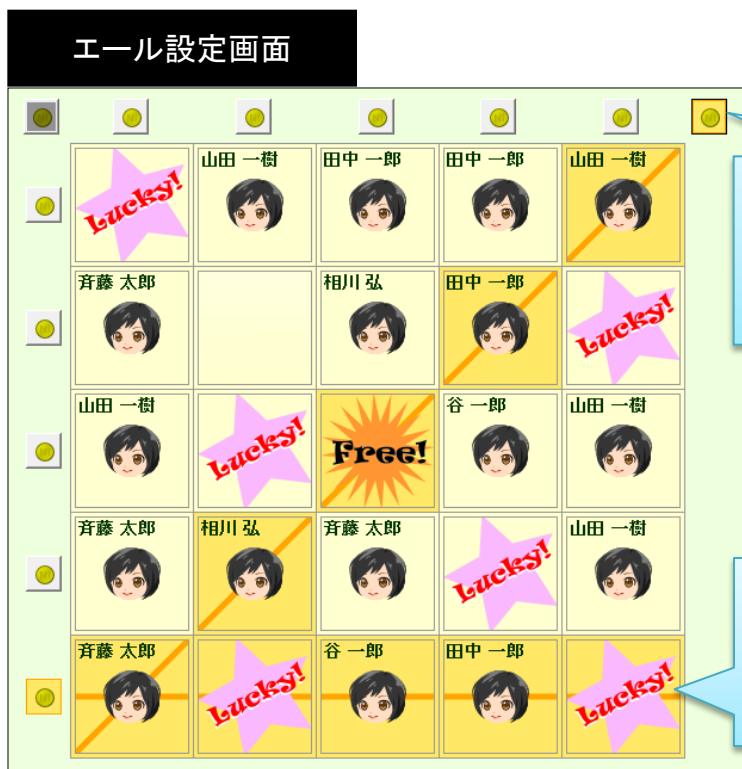 エール設定画面
Lucky!
山田 一樹
田中 一郎
田中 一郎
山田 一樹
斉藤 太郎
相川 弘
田中 一郎
Lucky!
山田 一樹
Lucky!
Free!
谷 一郎
山田 一樹
斉藤 太郎
相川 弘
斉藤 太郎
Lucky!
山田 一樹
斉藤 太郎
Lucky!
谷 一郎
田中 一郎
Lucky!